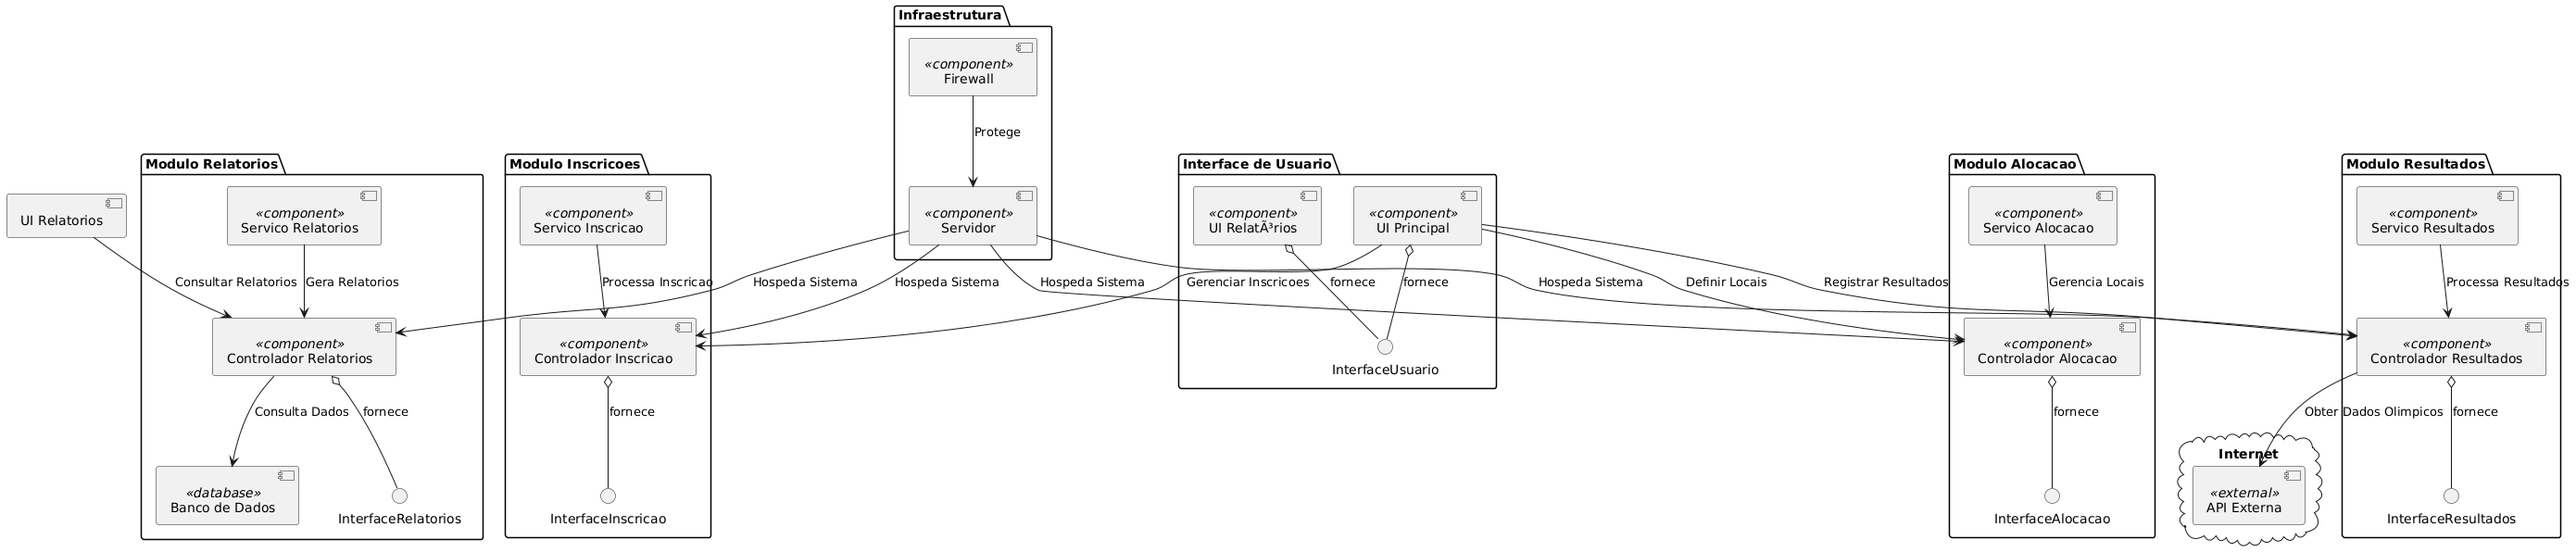 Infraestrutura
«component»
Firewall
Protege
Modulo Relatorios
Modulo Inscricoes
Interface de Usuario
Modulo Alocacao
Modulo Resultados
UI Relatorios
«component»
Servico Relatorios
«component»
Servico Inscricao
«component»
Servidor
«component»
UI RelatÃ³rios
«component»
UI Principal
«component»
Servico Alocacao
«component»
Servico Resultados
Consultar Relatorios
Gera Relatorios
Processa Inscricao
Hospeda Sistema
Hospeda Sistema
Hospeda Sistema
Gerenciar Inscricoes
fornece
fornece
Hospeda Sistema
Definir Locais
Registrar Resultados
Gerencia Locais
Processa Resultados
«component»
Controlador Relatorios
«component»
Controlador Inscricao
InterfaceUsuario
«component»
Controlador Alocacao
«component»
Controlador Resultados
Consulta Dados
fornece
fornece
fornece
Obter Dados Olimpicos
fornece
Internet
«database»
Banco de Dados
InterfaceRelatorios
InterfaceInscricao
InterfaceAlocacao
«external»
API Externa
InterfaceResultados